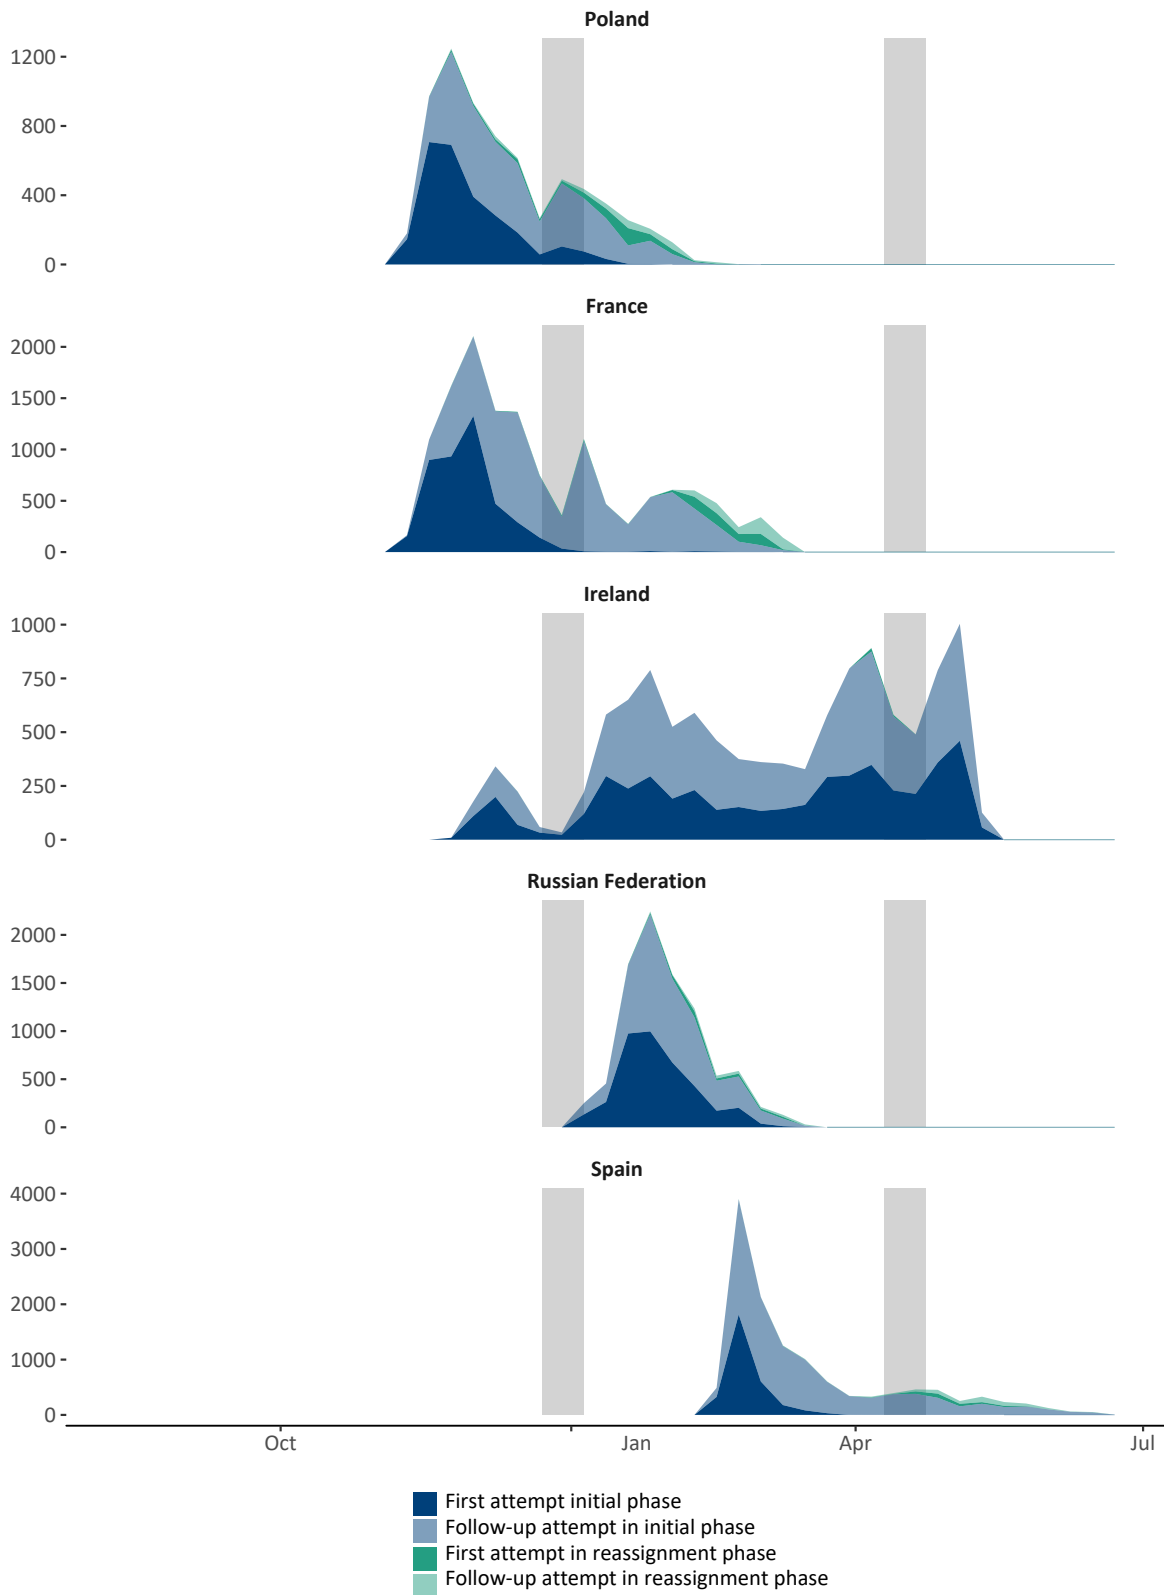 Poland
1200
800
400
0
France
2000
1500
1000
500
0
Ireland
1000
750
500
250
0
Russian Federation
2000
1500
1000
500
0
Spain
4000
3000
2000
1000
0
Oct Jan Apr Jul
First attempt initial phase
Follow-up attempt in initial phase
First attempt in reassignment phase
Follow-up attempt in reassignment phase